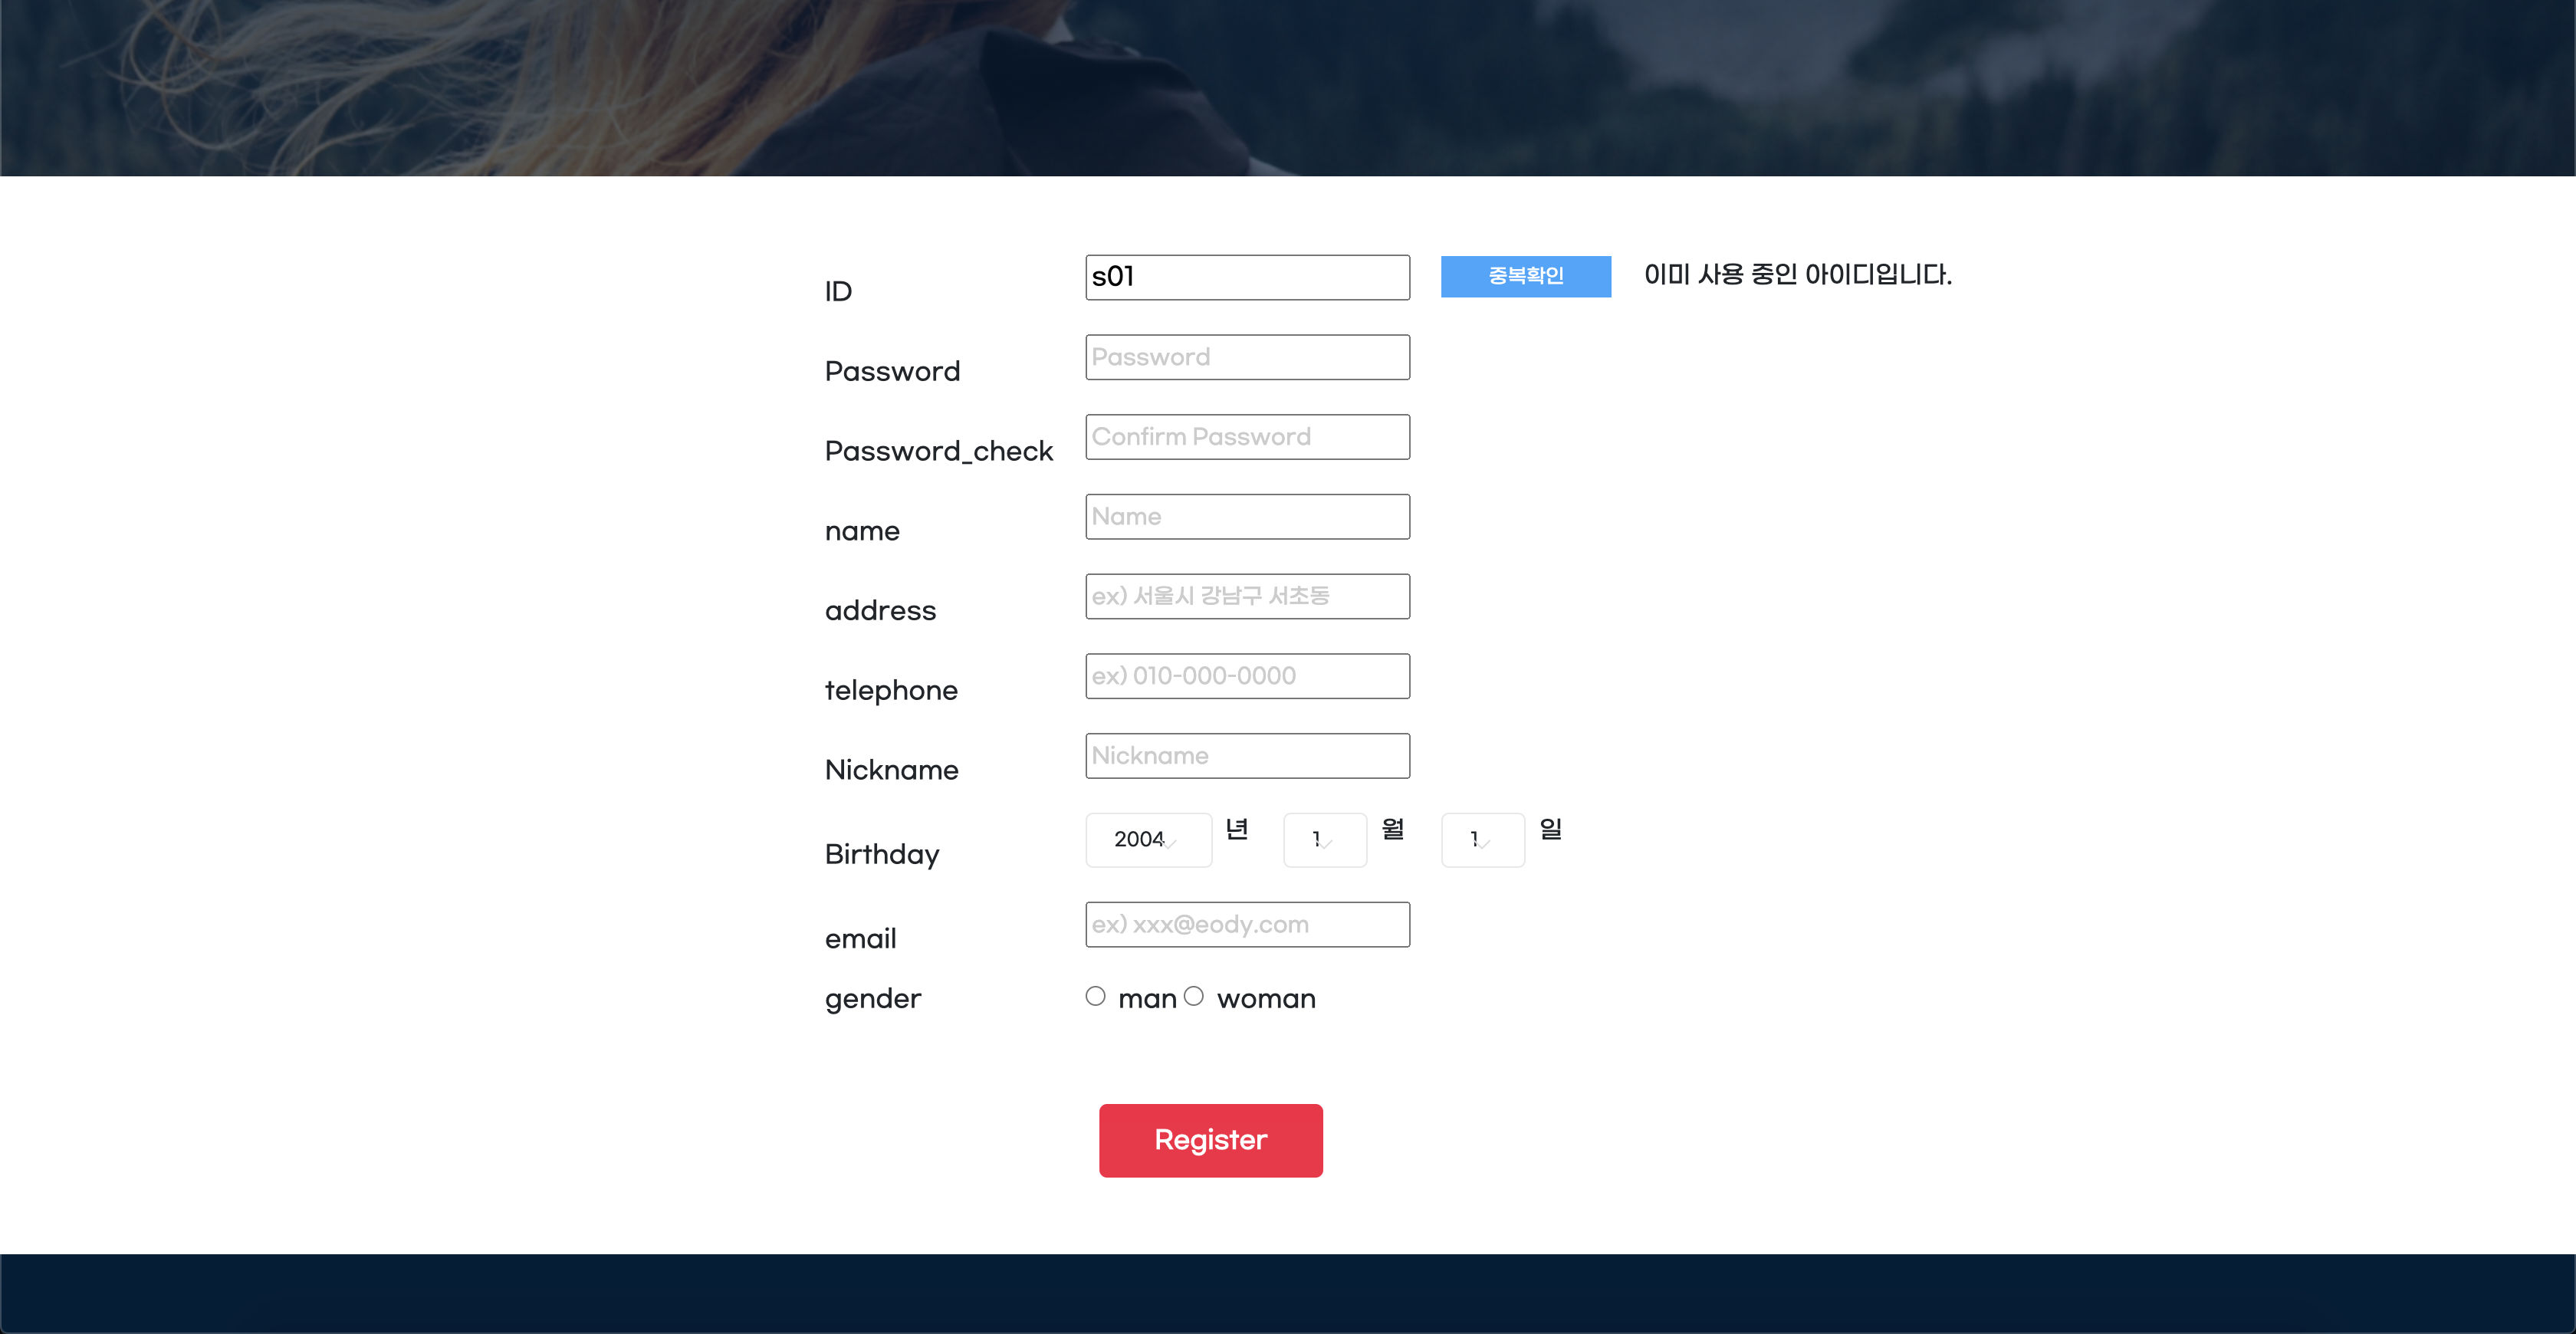 ID s01 중복확인 이미 사용 중인 아이디입니다.
Password Password
Password_check Confirm Password
name Name
address ex) 서울시 강남구 서초동
telephone ex) 010-000-0000
Nickname Nickname
Birthday 2004 년 1 월 1 일
email ex) xxx@eody.com
gender man woman
Register